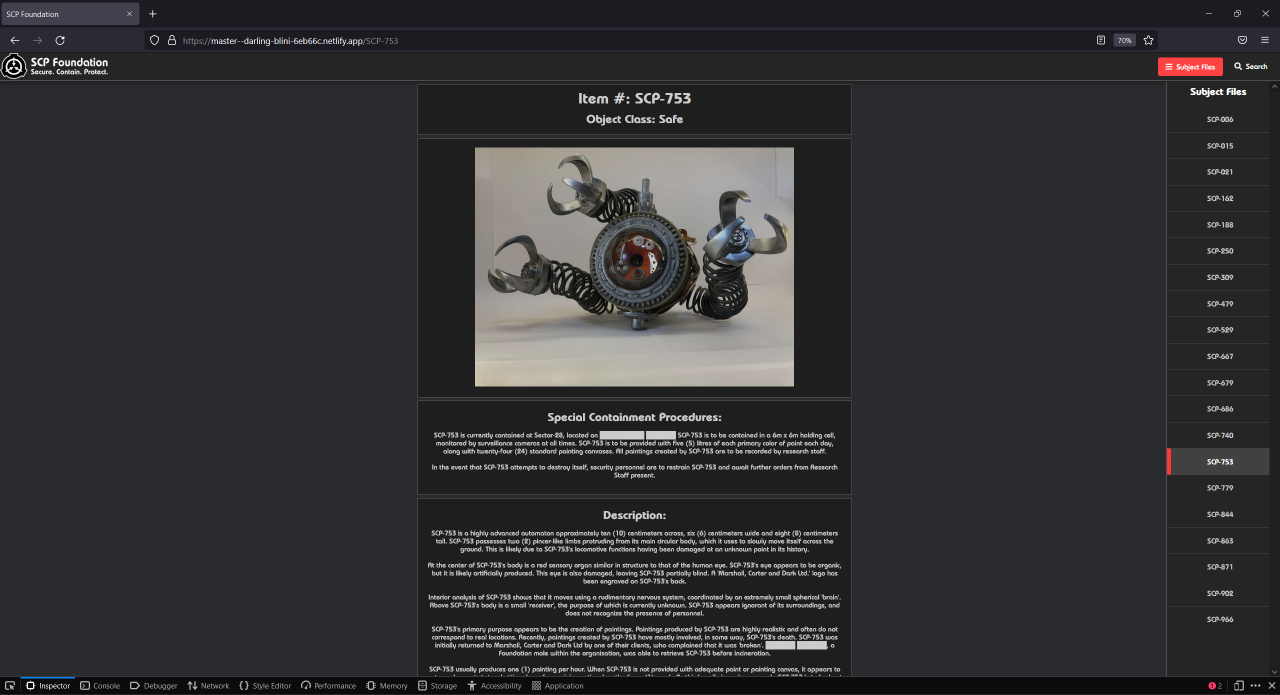 SCP Foundation
https://master--darling-blini-6eb66c.netlify.app/SCP-753
70%
SCP Foundation
Secure. Contain. Protect.
Subject Files
Search
Item #: SCP-753
Object Class: Safe
Special Containment Procedures:
SCP-753 is currently contained at Sector-28, located on SCP-753 is to be contained in a 6m x 6m holding cell,
monitored by surveillance cameras at all times. SCP-753 is to be provided with five (5) litres of each primary color of paint each day,
along with twenty-four (24) standard painting canvases. All paintings created by SCP-753 are to be recorded by research staff.
In the event that SCP-753 attempts to destroy itself, security personnel are to restrain SCP-753 and await further orders from Research
Staff present.
Description:
SCP-753 is a highly advanced automaton approximately ten (10) centimeters across, six (6) centimeters wide and eight (8) centimeters
tall. SCP-753 possesses two (2) pincer-like limbs protruding from its main circular body, which it uses to slowly move itself across the
ground. This is likely due to SCP-753's locomotive functions having been damaged at an unknown point in its history.
At the center of SCP-753's body is a red sensory organ similar in structure to that of the human eye. SCP-753's eye appears to be organic,
but it is likely artificially produced. This eye is also damaged, leaving SCP-753 partially blind. A 'Marshall, Carter and Dark Ltd.' logo has
been engraved on SCP-753's back.
Interior analysis of SCP-753 shows that it moves using a rudimentary nervous system, coordinated by an extremely small spherical 'brain'.
Above SCP-753's body is a small 'receiver', the purpose of which is currently unknown. SCP-753 appears ignorant of its surroundings, and
does not recognize the presence of personnel.
SCP-753's primary purpose appears to be the creation of paintings. Paintings produced by SCP-753 are highly realistic and often do not
correspond to real locations. Recently, paintings created by SCP-753 have mostly involved, in some way, SCP-753's death. SCP-753 was
initially returned to Marshall, Carter and Dark Ltd by one of their clients, who complained that it was 'broken'. , a
Foundation mole within the organisation, was able to retrieve SCP-753 before incineration.
SCP-753 usually produces one (1) painting per hour. When SCP-753 is not provided with adequate paint or painting canvas, it appears to
Subject Files
SCP-006
SCP-015
SCP-021
SCP-162
SCP-188
SCP-250
SCP-309
SCP-479
SCP-529
SCP-667
SCP-679
SCP-686
SCP-740
SCP-753
SCP-779
SCP-844
SCP-863
SCP-871
SCP-902
SCP-966
Inspector
Console
Debugger
Network
Style Editor
Performance
Memory
Storage
Accessibility
Application
2